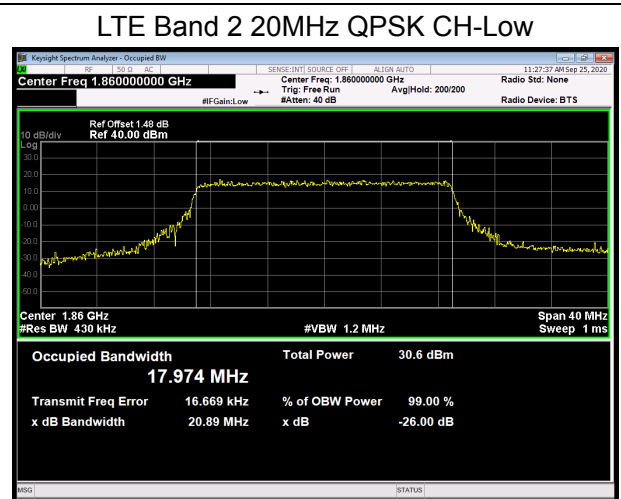 LTE Band 2 20MHz QPSK CH-Low
Keysight Spectrum Analyzer - Occupied BW
RF 50 Ω AC SENSE:INT SOURCE OFF ALIGN AUTO 11:27:37 AM Sep 25, 2020
Center Freq 1.860000000 GHz Center Freq: 1.860000000 GHz Radio Std: None
Trig: Free Run Avg|Hold: 200/200
#IFGain:Low #Atten: 40 dB Radio Device: BTS
Ref Offset 1.48 dB
10 dB/div Ref 40.00 dBm
Log
30.0
20.0
10.0
0.00
-10.0
-20.0
-30.0
-40.0
-50.0
Center 1.86 GHz Span 40 MHz
#Res BW 430 kHz #VBW 1.2 MHz Sweep 1 ms
Occupied Bandwidth Total Power 30.6 dBm
17.974 MHz
Transmit Freq Error 16.669 kHz % of OBW Power 99.00 %
x dB Bandwidth 20.89 MHz x dB -26.00 dB
MSG STATUS